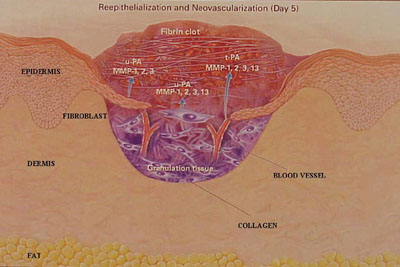 Reepithelialization and Neovascularization (Day 5)
Fibrin clot
u-PA
MMP-1, 2, 3
t-PA
MMP-1, 2, 3, 13
u-PA
MMP-1, 2, 3, 13
EPIDERMIS
FIBROBLAST
DERMIS
Granulation tissue
BLOOD VESSEL
COLLAGEN
FAT